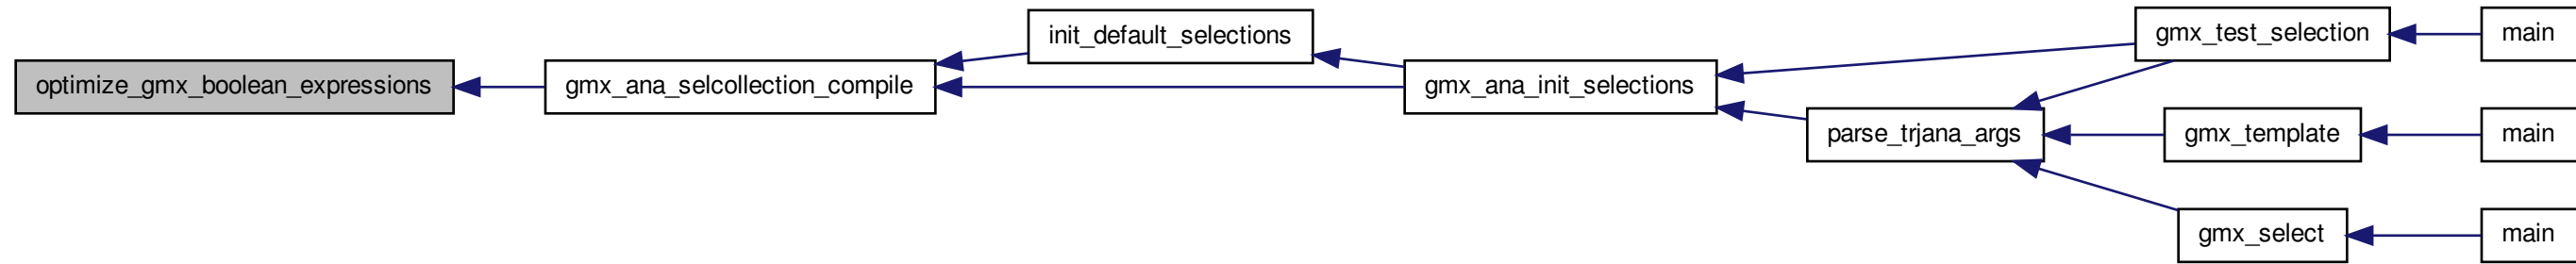 optimize_gmx_boolean_expressions
gmx_ana_selcollection_compile
init_default_selections
gmx_ana_init_selections
gmx_test_selection
main
parse_trjana_args
gmx_template
main
gmx_select
main